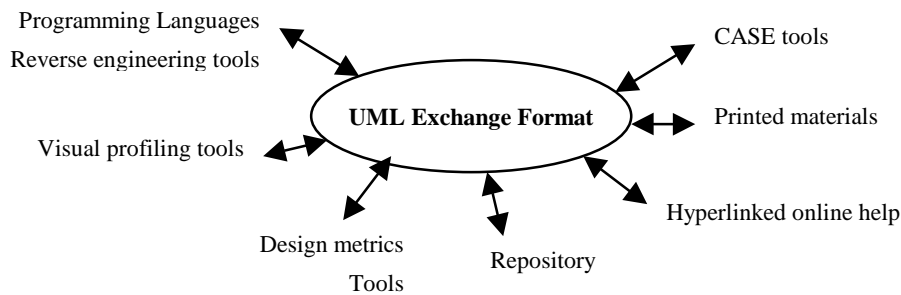 Programming Languages
Reverse engineering tools
CASE tools
UML Exchange Format
Printed materials
Visual profiling tools
Hyperlinked online help
Design metrics
Tools
Repository